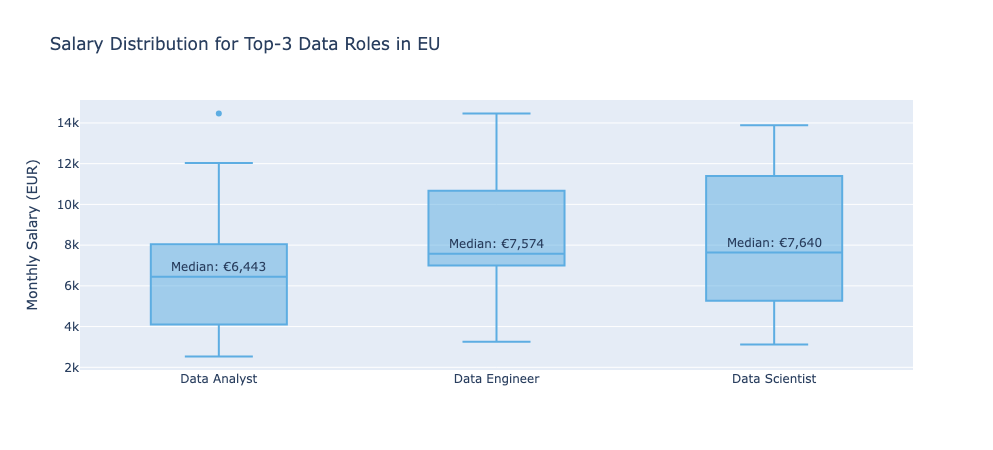 Salary Distribution for Top-3 Data Roles in EU
Monthly Salary (EUR)
14k
12k
10k
8k
6k
4k
2k
Median: €6,443
Median: €7,574
Median: €7,640
Data Analyst
Data Engineer
Data Scientist